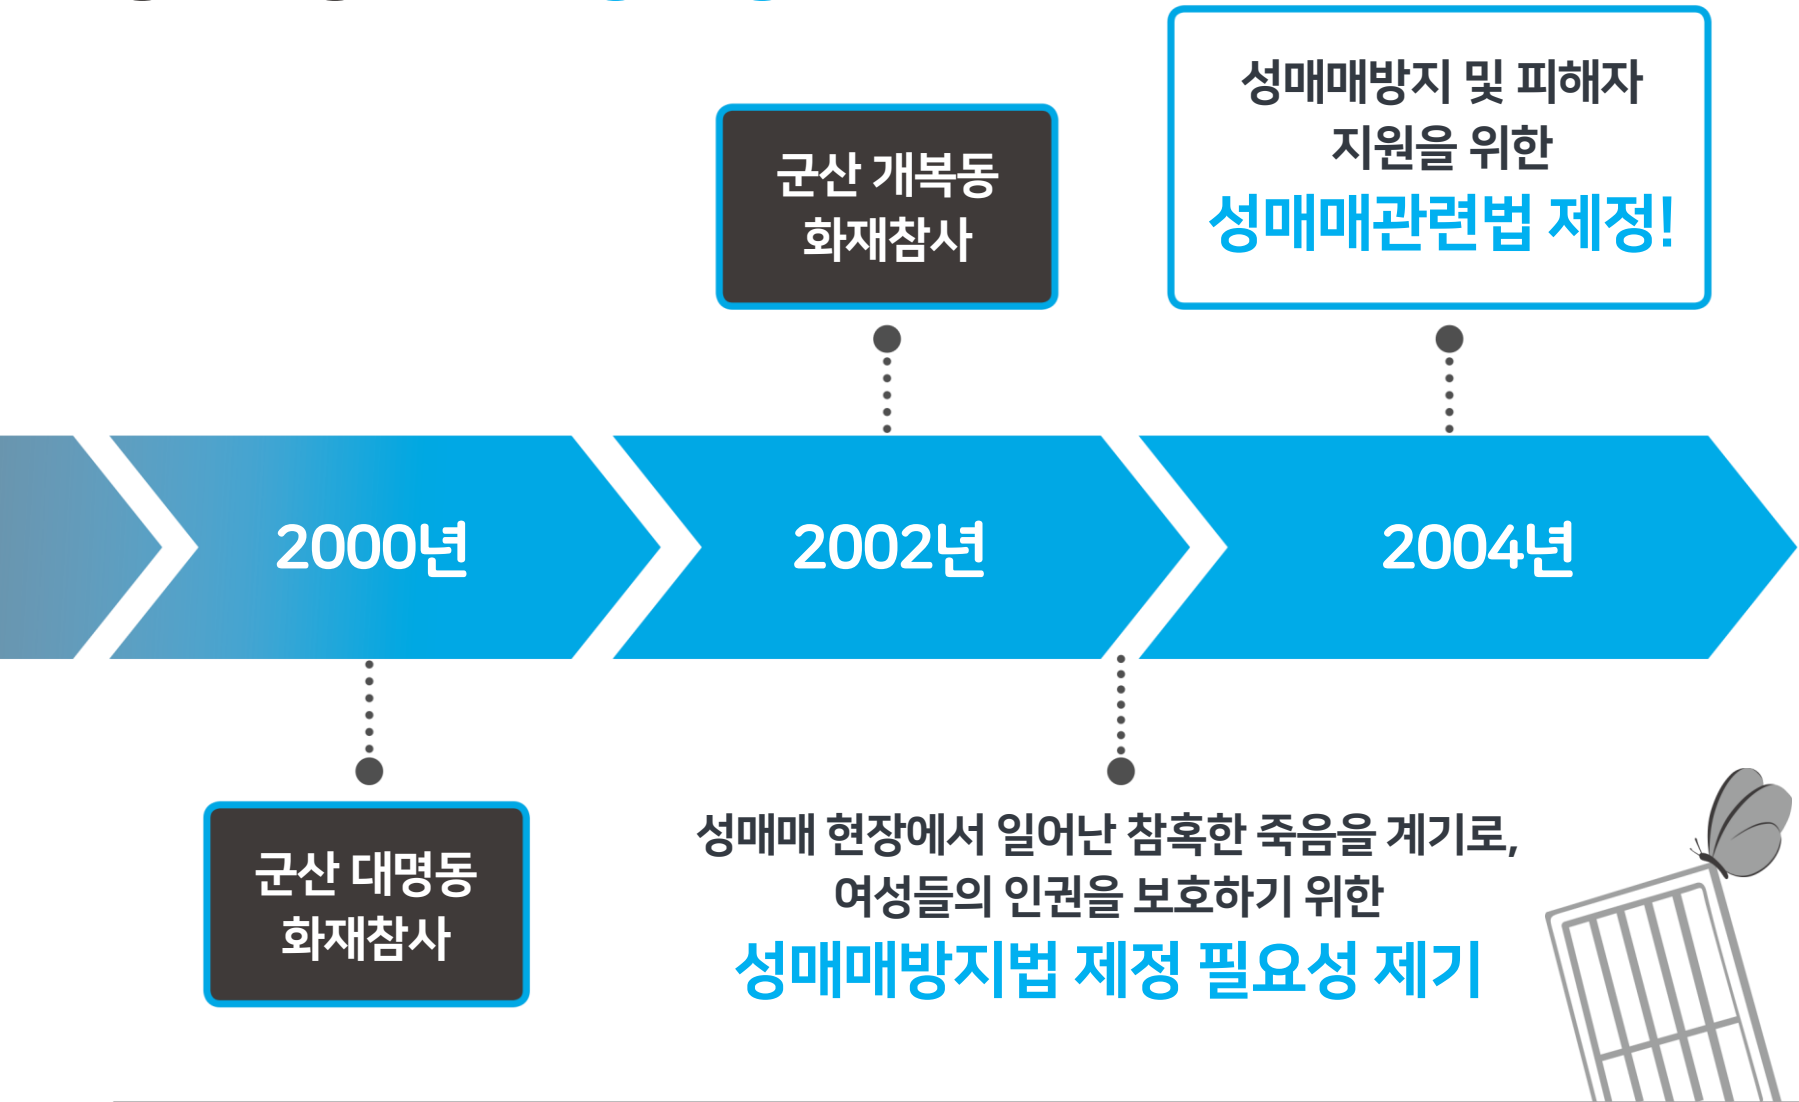 군산 개복동
화재참사
성매매방지 및 피해자
지원을 위한
성매매관련법 제정!
2000년
2002년
2004년
군산 대명동
화재참사
성매매 현장에서 일어난 참혹한 죽음을 계기로,
여성들의 인권을 보호하기 위한
성매매방지법 제정 필요성 제기